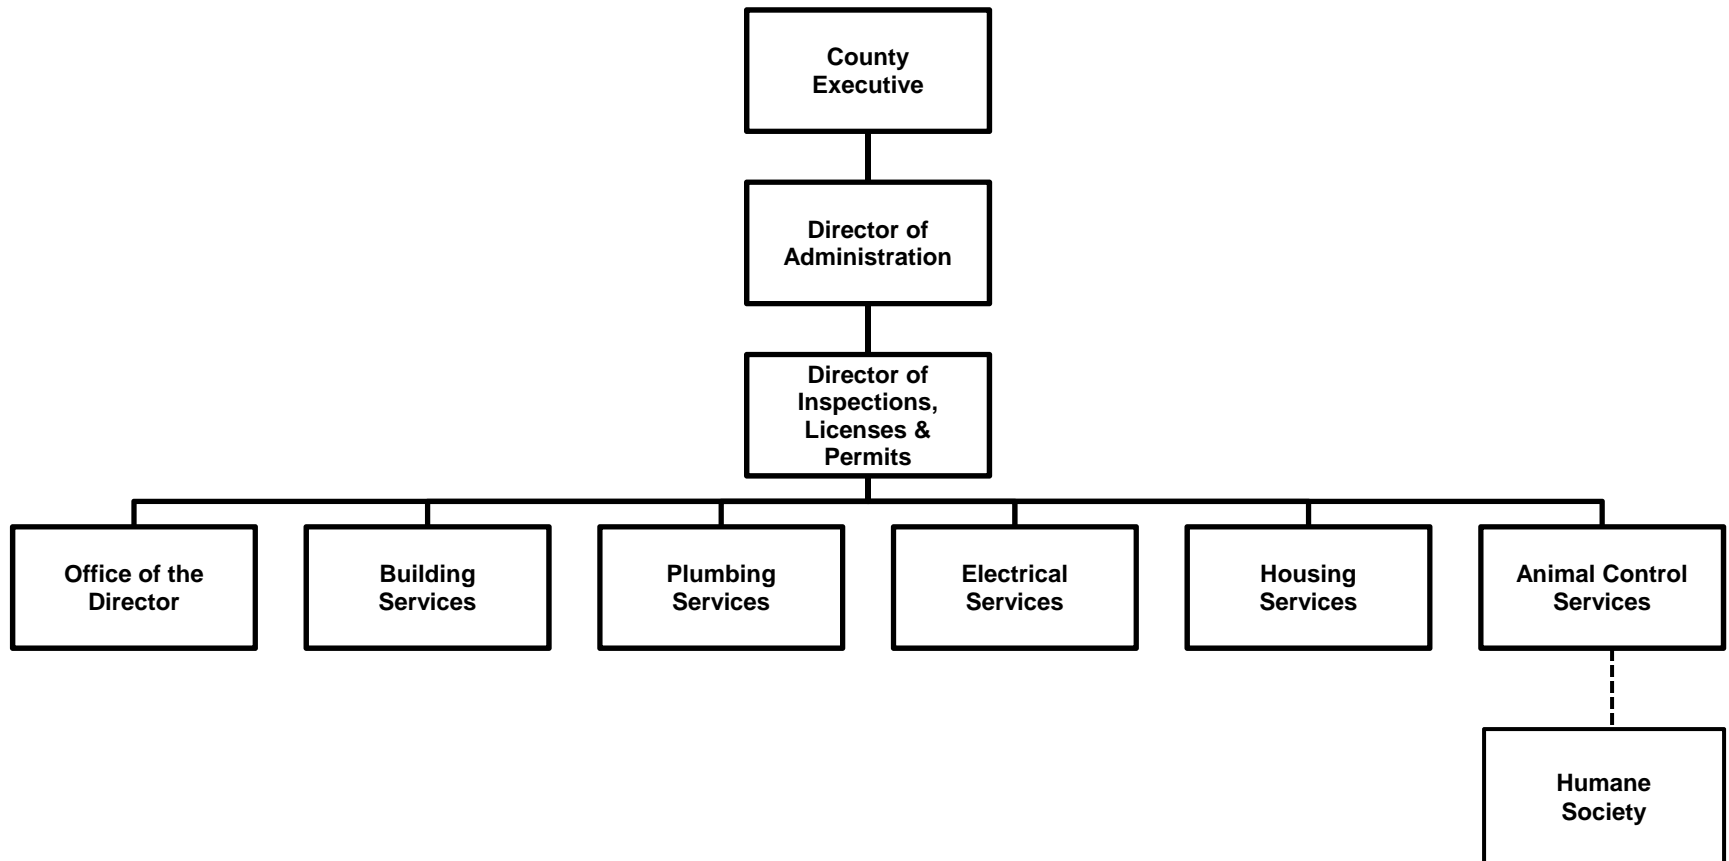 County
Executive
Director of
Administration
Director of
Inspections,
Licenses &
Permits
Office of the
Director
Building
Services
Plumbing
Services
Electrical
Services
Housing
Services
Animal Control
Services
Humane
Society